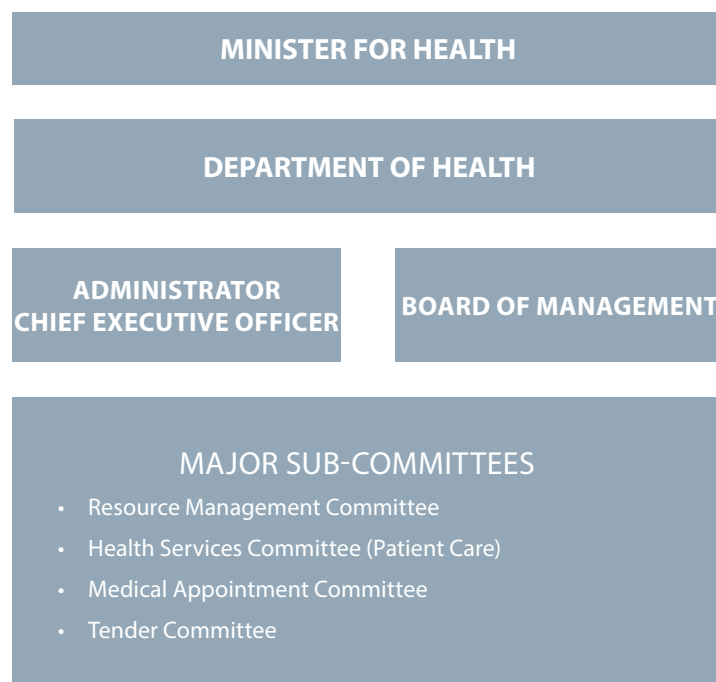 MINISTER FOR HEALTH
DEPARTMENT OF HEALTH
ADMINISTRATOR
CHIEF EXECUTIVE OFFICER
BOARD OF MANAGEMENT
MAJOR SUB-COMMITTEES
• Resource Management Committee
• Health Services Committee (Patient Care)
• Medical Appointment Committee
• Tender Committee